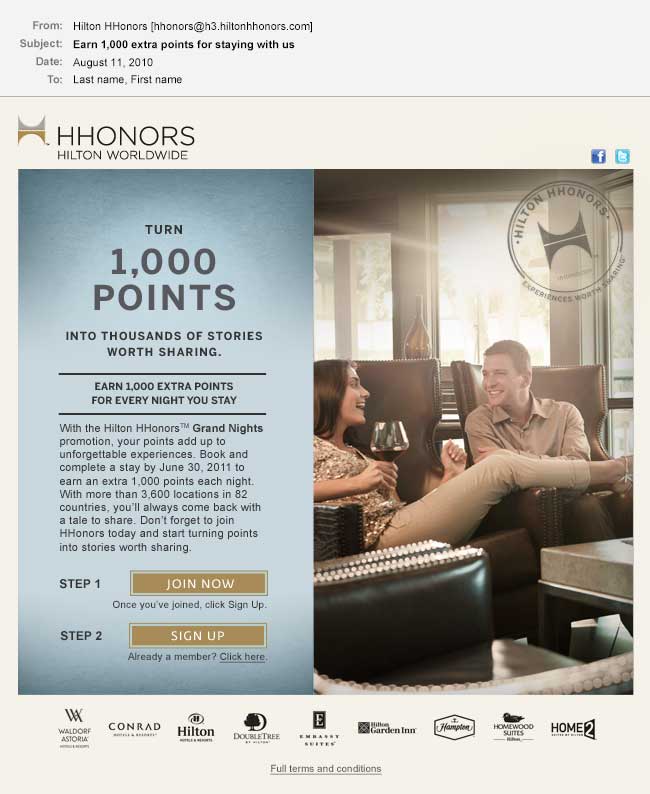 From: Hilton HHonors [hhonors@h3.hiltonhhonors.com]
Subject: Earn 1,000 extra points for staying with us
Date: August 11, 2010
To: Last name, First name
HHONORS
HILTON WORLDWIDE
TURN
1,000
POINTS
INTO THOUSANDS OF STORIES
WORTH SHARING.
EARN 1,000 EXTRA POINTS
FOR EVERY NIGHT YOU STAY
With the Hilton HHonors™ Grand Nights
promotion, your points add up to
unforgettable experiences. Book and
complete a stay by June 30, 2011 to
earn an extra 1,000 points each night.
With more than 3,600 locations in 82
countries, you'll always come back with
a tale to share. Don't forget to join
HHonors today and start turning points
into stories worth sharing.
STEP 1 JOIN NOW
Once you've joined, click Sign Up.
STEP 2 SIGN UP
Already a member? Click here.
·HILTON HHONORS·
EXPERIENCES WORTH SHARING
WALDORF
ASTORIA®
HOTELS & RESORTS
CONRAD
HOTELS & RESORTS
Hilton
HOTELS & RESORTS
DOUBLETREE
BY HILTON™
E
EMBASSY
SUITES
Hilton
Garden Inn
Hampton
HOMEWOOD
SUITES
Hilton
HOME2
SUITES BY HILTON
Full terms and conditions